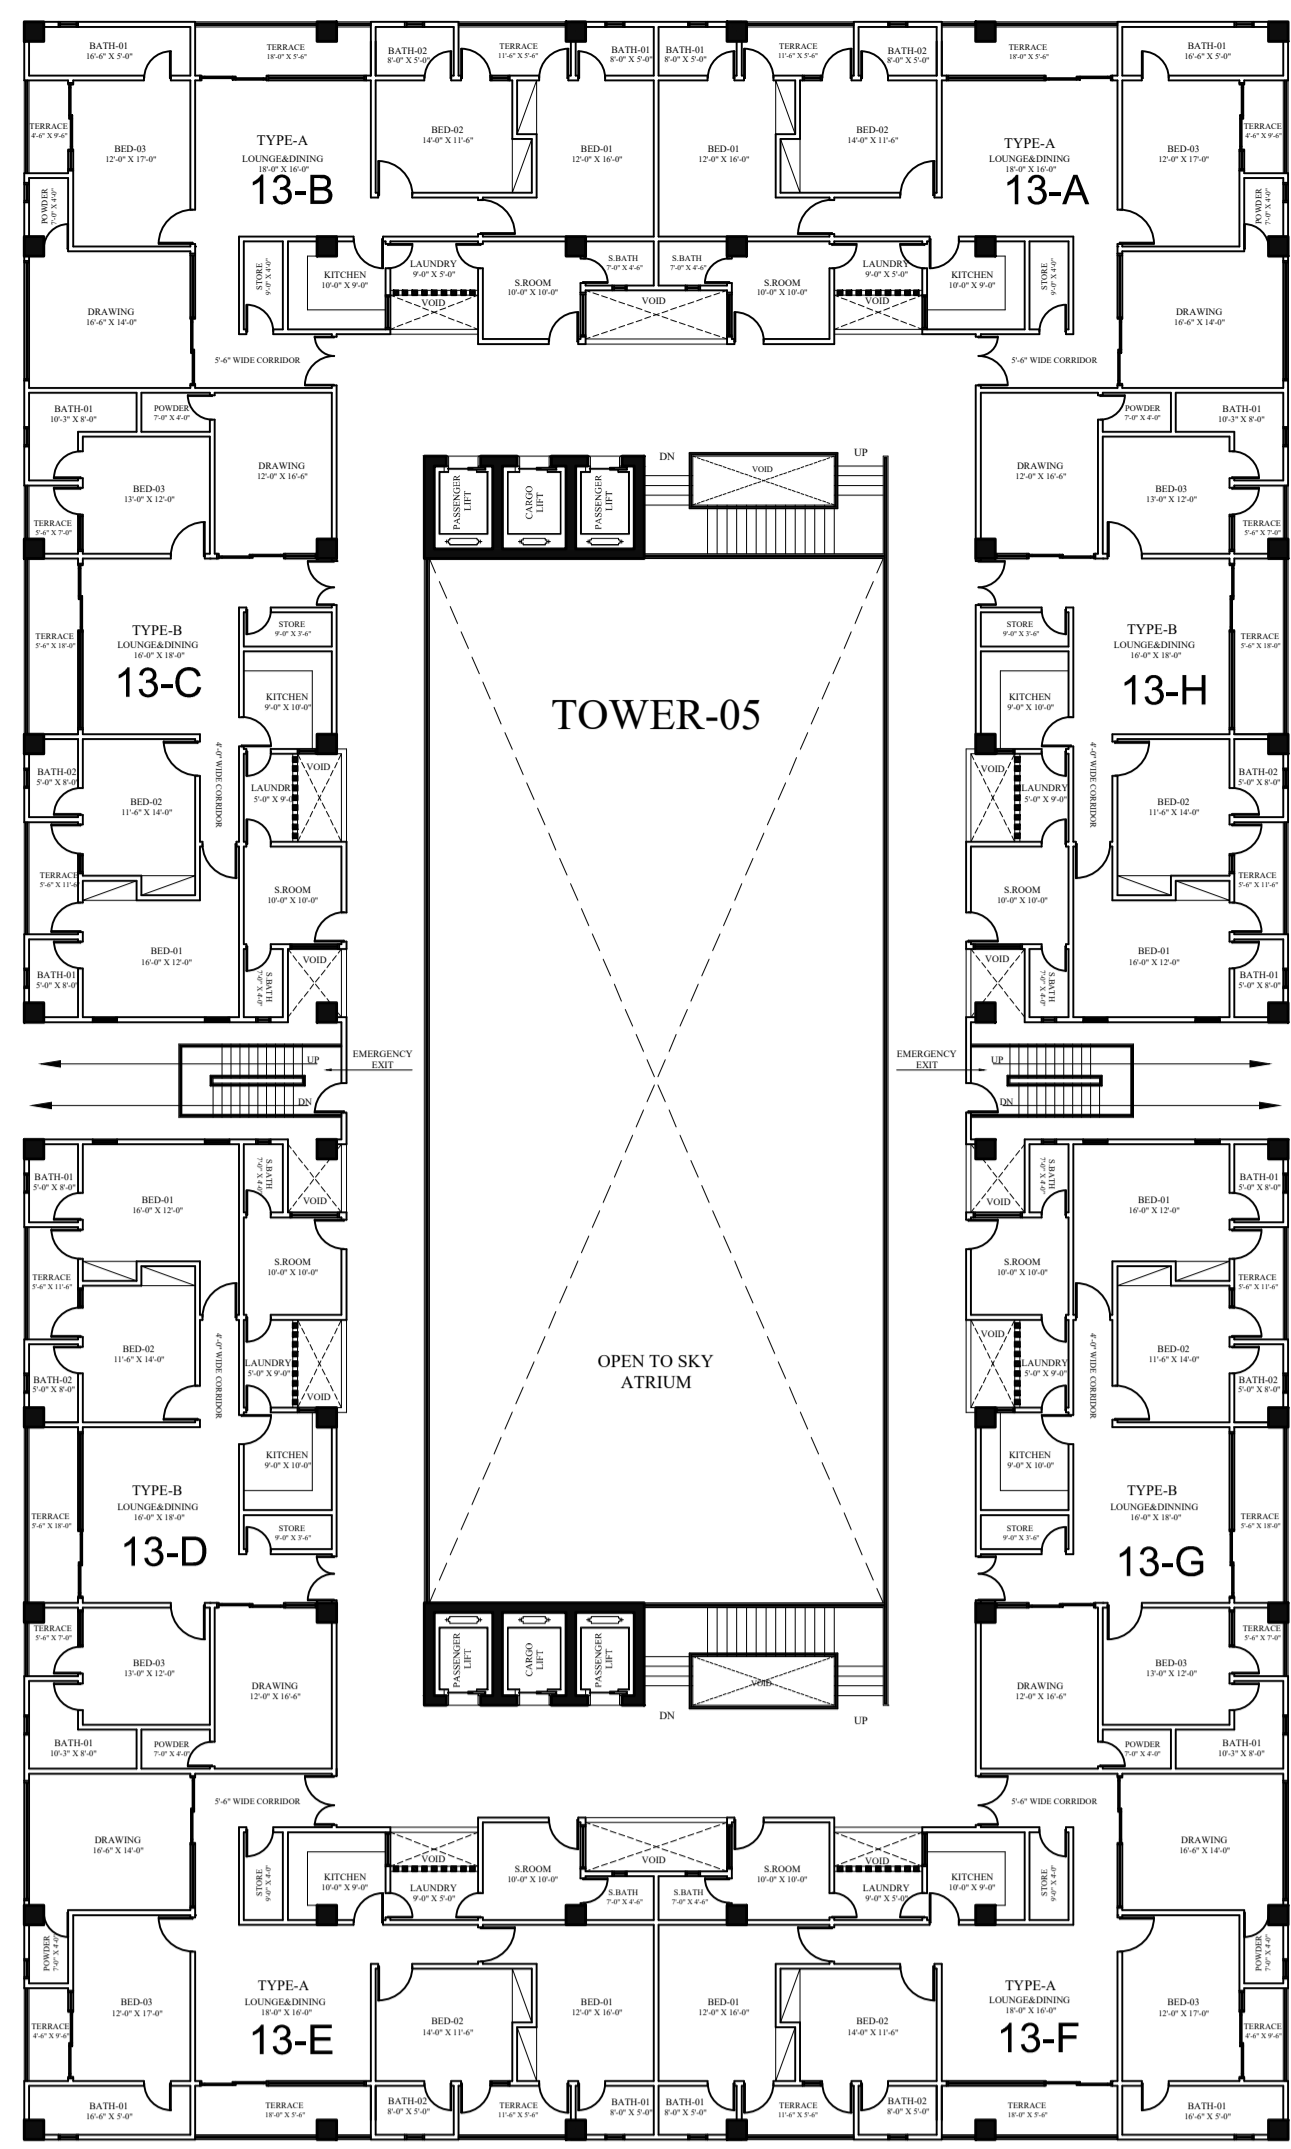 BATH-01
16'-6" X 5'-0"
TERRACE
18'-0" X 5'-6"
BATH-02
8'-0" X 5'-0"
TERRACE
11'-6" X 5'-6"
BATH-01
8'-0" X 5'-0"
BATH-01
8'-0" X 5'-0"
TERRACE
11'-6" X 5'-6"
BATH-02
8'-0" X 5'-0"
TERRACE
18'-0" X 5'-6"
BATH-01
16'-6" X 5'-0"
TERRACE
4'-6" X 9'-6"
BED-03
12'-0" X 17'-0"
TYPE-A
LOUNGE&DINING
18'-0" X 16'-0"
13-B
BED-02
14'-0" X 11'-6"
BED-01
12'-0" X 16'-0"
BED-01
12'-0" X 16'-0"
BED-02
14'-0" X 11'-6"
TYPE-A
LOUNGE&DINING
18'-0" X 16'-0"
13-A
BED-03
12'-0" X 17'-0"
TERRACE
4'-6" X 9'-6"
POWDER
7'-0" X 4'-0"
POWDER
7'-0" X 4'-0"
DRAWING
16'-6" X 14'-0"
STORE
9'-0" X 4'-0"
KITCHEN
10'-0" X 9'-0"
LAUNDRY
9'-0" X 5'-0"
VOID
S.ROOM
10'-0" X 10'-0"
S.BATH
7'-0" X 4'-6"
S.BATH
7'-0" X 4'-6"
VOID
S.ROOM
10'-0" X 10'-0"
LAUNDRY
9'-0" X 5'-0"
VOID
KITCHEN
10'-0" X 9'-0"
STORE
9'-0" X 4'-0"
DRAWING
16'-6" X 14'-0"
5'-6" WIDE CORRIDOR
5'-6" WIDE CORRIDOR
BATH-01
10'-3" X 8'-0"
POWDER
7'-0" X 4'-0"
DRAWING
12'-0" X 16'-6"
BED-03
13'-0" X 12'-0"
TERRACE
5'-6" X 7'-0"
PASSENGER
LIFT
CARGO
LIFT
PASSENGER
LIFT
DN
VOID
UP
POWDER
7'-0" X 4'-0"
BATH-01
10'-3" X 8'-0"
DRAWING
12'-0" X 16'-6"
BED-03
13'-0" X 12'-0"
TERRACE
5'-6" X 7'-0"
TERRACE
5'-6" X 18'-0"
TYPE-B
LOUNGE&DINING
16'-0" X 18'-0"
13-C
STORE
9'-0" X 3'-6"
KITCHEN
9'-0" X 10'-0"
TOWER-05
STORE
9'-0" X 3'-6"
KITCHEN
9'-0" X 10'-0"
TYPE-B
LOUNGE&DINING
16'-0" X 18'-0"
13-H
TERRACE
5'-6" X 18'-0"
BATH-02
5'-0" X 8'-0"
BED-02
11'-6" X 14'-0"
4'-0" WIDE CORRIDOR
LAUNDRY
5'-0" X 9'-0"
VOID
VOID
LAUNDRY
5'-0" X 9'-0"
4'-0" WIDE CORRIDOR
BED-02
11'-6" X 14'-0"
BATH-02
5'-0" X 8'-0"
TERRACE
5'-6" X 11'-6"
S.ROOM
10'-0" X 10'-0"
S.ROOM
10'-0" X 10'-0"
TERRACE
5'-6" X 11'-6"
BATH-01
5'-0" X 8'-0"
BED-01
16'-0" X 12'-0"
S.BATH
7'-0" X 4'-0"
VOID
VOID
S.BATH
7'-0" X 4'-0"
BED-01
16'-0" X 12'-0"
BATH-01
5'-0" X 8'-0"
UP
DN
EMERGENCY
EXIT
EMERGENCY
EXIT
UP
DN
BATH-01
5'-0" X 8'-0"
BED-01
16'-0" X 12'-0"
S.BATH
7'-0" X 4'-0"
VOID
VOID
S.BATH
7'-0" X 4'-0"
BED-01
16'-0" X 12'-0"
BATH-01
5'-0" X 8'-0"
TERRACE
5'-6" X 11'-6"
S.ROOM
10'-0" X 10'-0"
S.ROOM
10'-0" X 10'-0"
TERRACE
5'-6" X 11'-6"
BATH-02
5'-0" X 8'-0"
BED-02
11'-6" X 14'-0"
4'-0" WIDE CORRIDOR
LAUNDRY
5'-0" X 9'-0"
VOID
OPEN TO SKY
ATRIUM
VOID
LAUNDRY
5'-0" X 9'-0"
4'-0" WIDE CORRIDOR
BED-02
11'-6" X 14'-0"
BATH-02
5'-0" X 8'-0"
TERRACE
5'-6" X 18'-0"
TYPE-B
LOUNGE&DINING
16'-0" X 18'-0"
13-D
KITCHEN
9'-0" X 10'-0"
STORE
9'-0" X 3'-6"
KITCHEN
9'-0" X 10'-0"
STORE
9'-0" X 3'-6"
TYPE-B
LOUNGE&DINNING
16'-0" X 18'-0"
13-G
TERRACE
5'-6" X 18'-0"
TERRACE
5'-6" X 7'-0"
BED-03
13'-0" X 12'-0"
DRAWING
12'-0" X 16'-6"
BATH-01
10'-3" X 8'-0"
POWDER
7'-0" X 4'-0"
PASSENGER
LIFT
CARGO
LIFT
PASSENGER
LIFT
DN
VOID
UP
DRAWING
12'-0" X 16'-6"
BED-03
13'-0" X 12'-0"
TERRACE
5'-6" X 7'-0"
POWDER
7'-0" X 4'-0"
BATH-01
10'-3" X 8'-0"
5'-6" WIDE CORRIDOR
5'-6" WIDE CORRIDOR
DRAWING
16'-6" X 14'-0"
STORE
9'-0" X 4'-0"
KITCHEN
10'-0" X 9'-0"
VOID
LAUNDRY
9'-0" X 5'-0"
S.ROOM
10'-0" X 10'-0"
VOID
S.BATH
7'-0" X 4'-6"
S.BATH
7'-0" X 4'-6"
S.ROOM
10'-0" X 10'-0"
VOID
LAUNDRY
9'-0" X 5'-0"
KITCHEN
10'-0" X 9'-0"
STORE
9'-0" X 4'-0"
DRAWING
16'-6" X 14'-0"
POWDER
7'-0" X 4'-0"
POWDER
7'-0" X 4'-0"
TERRACE
4'-6" X 9'-6"
BED-03
12'-0" X 17'-0"
TYPE-A
LOUNGE&DINING
18'-0" X 16'-0"
13-E
BED-02
14'-0" X 11'-6"
BED-01
12'-0" X 16'-0"
BED-01
12'-0" X 16'-0"
BED-02
14'-0" X 11'-6"
TYPE-A
LOUNGE&DINING
18'-0" X 16'-0"
13-F
BED-03
12'-0" X 17'-0"
TERRACE
4'-6" X 9'-6"
BATH-01
16'-6" X 5'-0"
TERRACE
18'-0" X 5'-6"
BATH-02
8'-0" X 5'-0"
TERRACE
11'-6" X 5'-6"
BATH-01
8'-0" X 5'-0"
BATH-01
8'-0" X 5'-0"
TERRACE
11'-6" X 5'-6"
BATH-02
8'-0" X 5'-0"
TERRACE
18'-0" X 5'-6"
BATH-01
16'-6" X 5'-0"